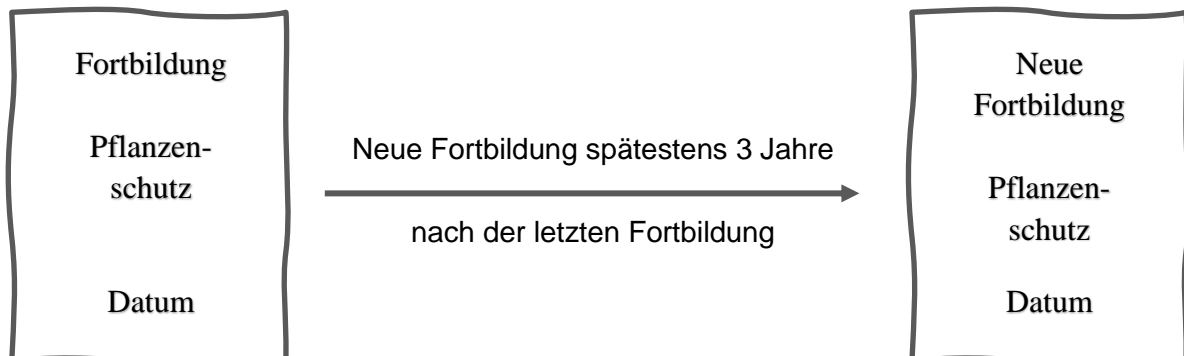 Fortbildung
Pflanzen-
schutz
Datum
Neue Fortbildung spätestens 3 Jahre
nach der letzten Fortbildung
Neue
Fortbildung
Pflanzen-
schutz
Datum